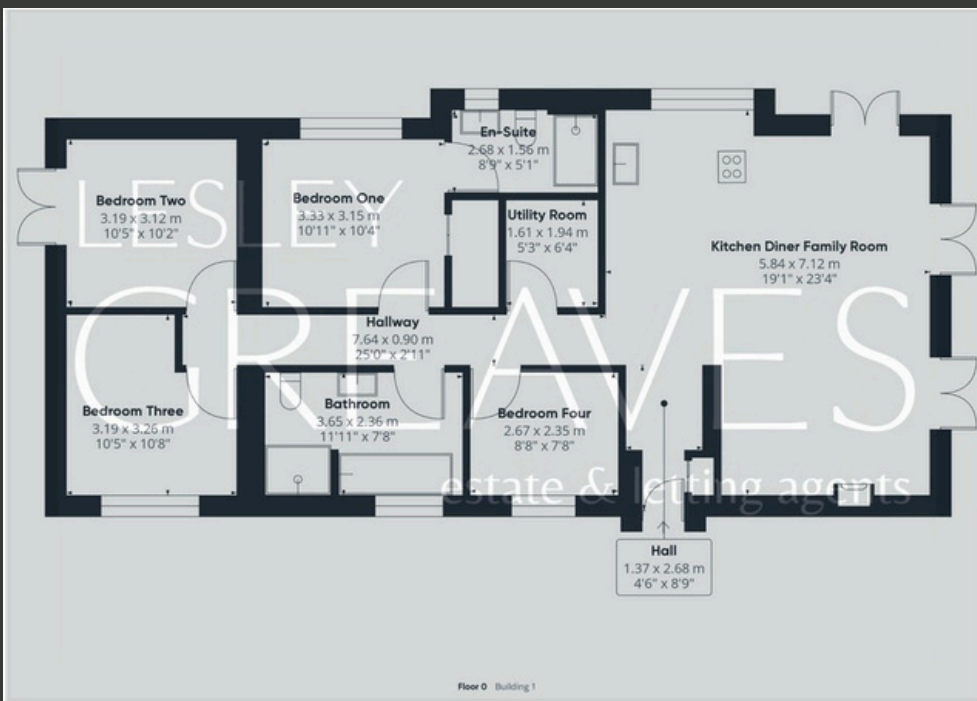 En-Suite
2.68 x 1.56 m
8'9" x 5'1"
Bedroom Two
3.19 x 3.12 m
10'5" x 10'2"
Bedroom One
3.33 x 3.15 m
10'11" x 10'4"
Utility Room
1.61 x 1.94 m
5'3" x 6'4"
Kitchen Diner Family Room
5.84 x 7.12 m
19'1" x 23'4"
LESLEY
GREAVES
estate & letting agents
Hallway
7.64 x 0.90 m
25'0" x 2'11"
Bedroom Three
3.19 x 3.26 m
10'5" x 10'8"
Bathroom
3.65 x 2.36 m
11'11" x 7'8"
Bedroom Four
2.67 x 2.35 m
8'8" x 7'8"
Hall
1.37 x 2.68 m
4'6" x 8'9"
Floor 0 Building 1